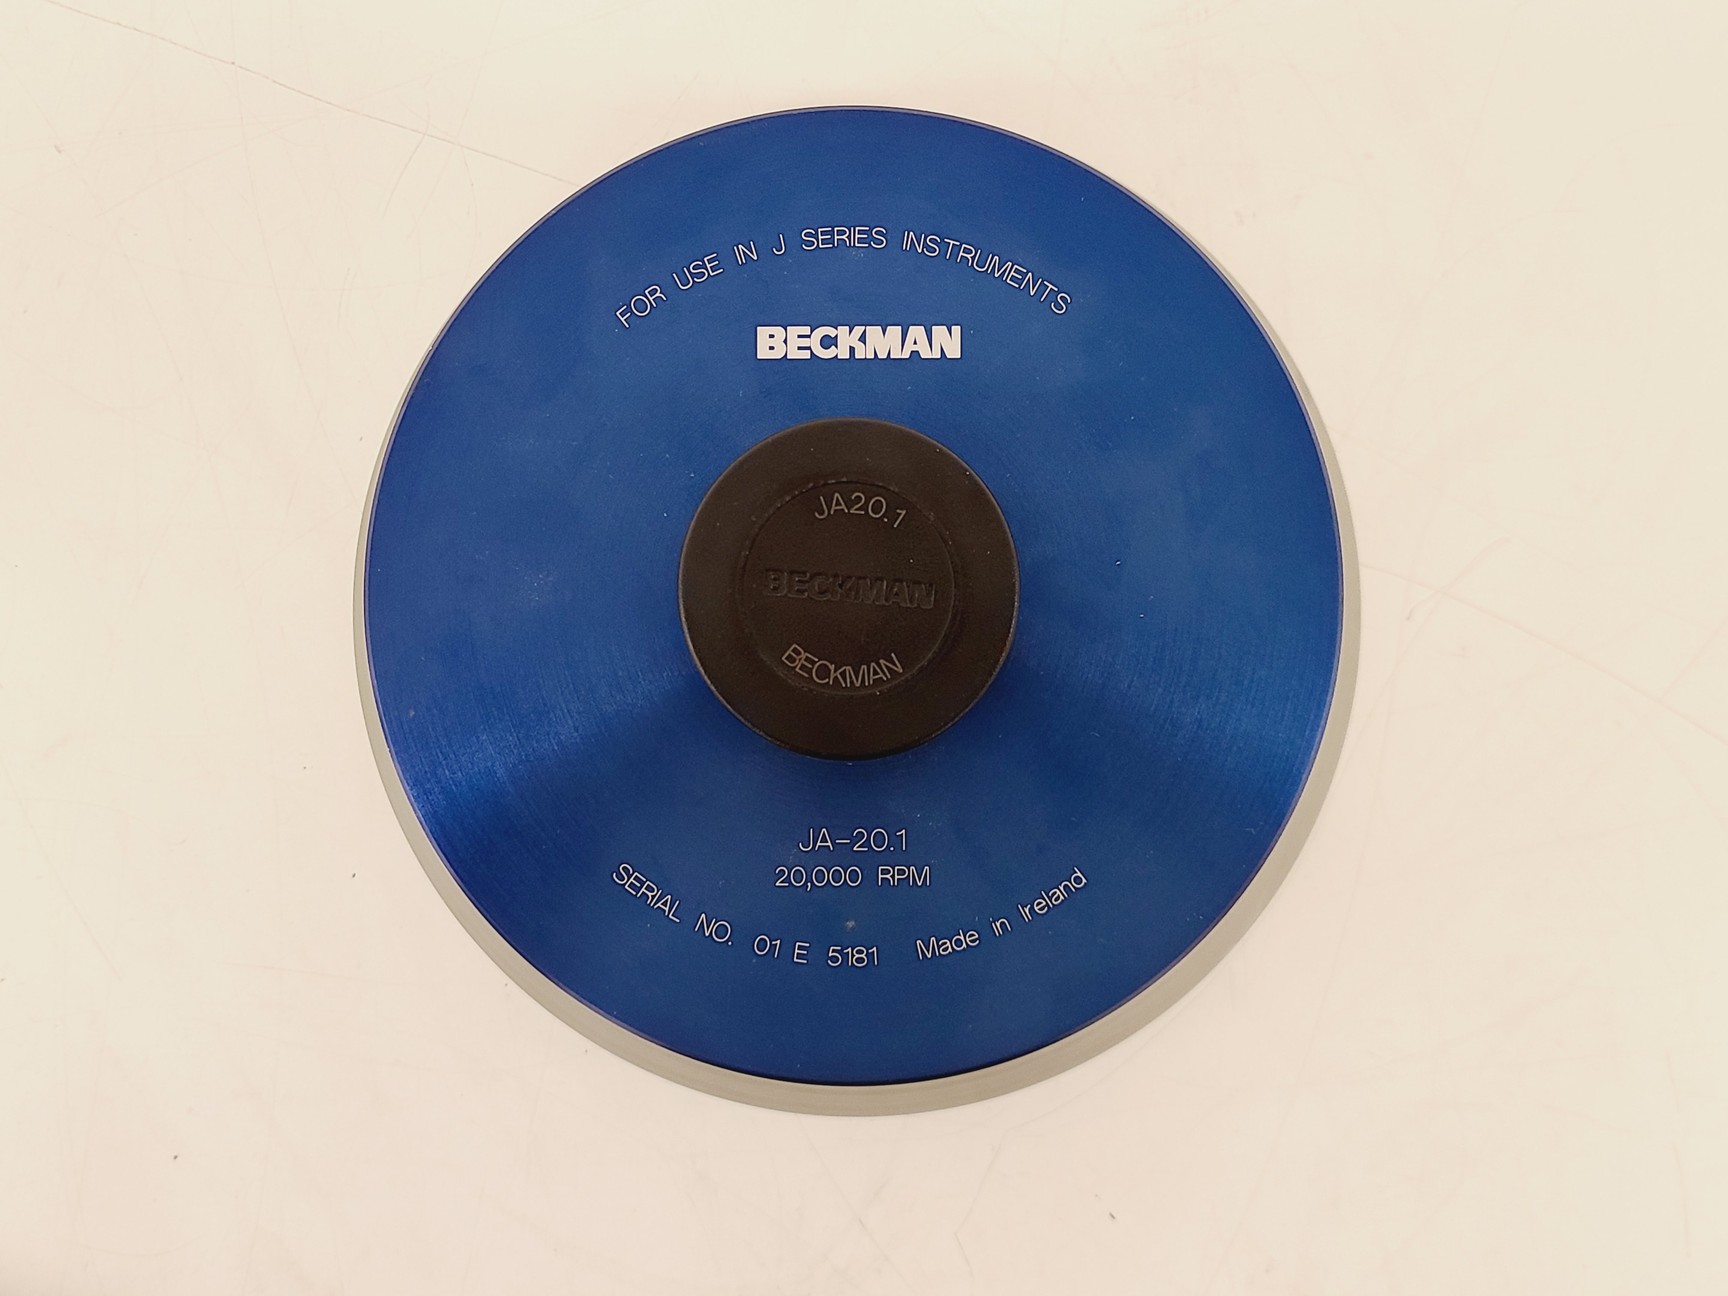 FOR USE IN J SERIES INSTRUMENTS
BECKMAN
JA20.1
BECKMAN
BECKMAN
JA-20.1
20,000 RPM
SERIAL NO. 01 E 5181 Made in Ireland